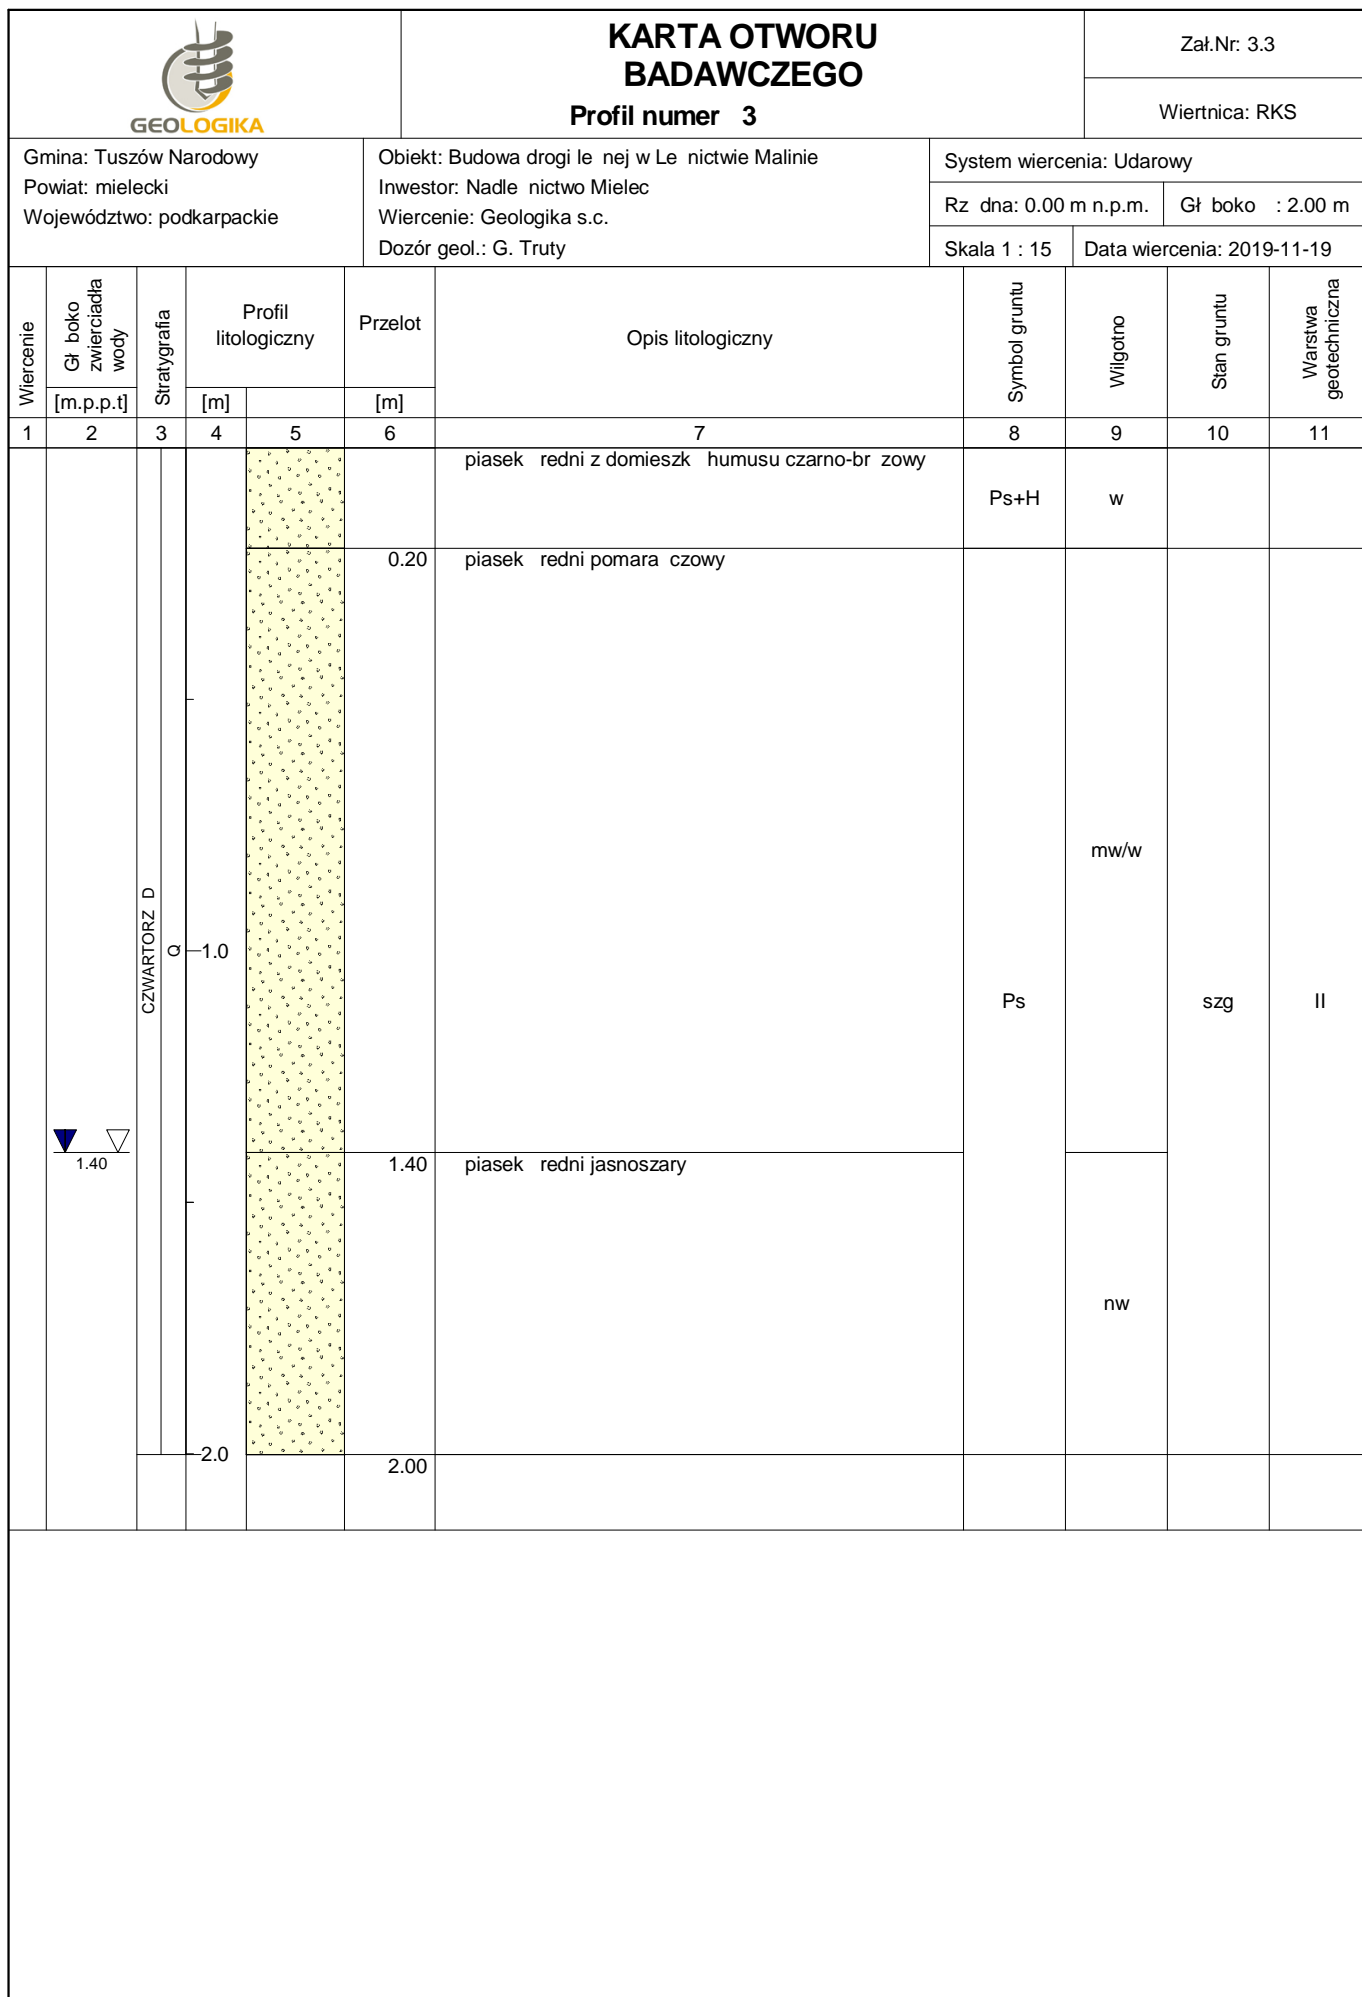 GEOLOGIKA
KARTA OTWORU
BADAWCZEGO
Profil numer 3
Zał.Nr: 3.3
Wiertnica: RKS
Gmina: Tuszów Narodowy
Powiat: mielecki
Województwo: podkarpackie
Obiekt: Budowa drogi le nej w Le nictwie Malinie
Inwestor: Nadle nictwo Mielec
Wiercenie: Geologika s.c.
Dozór geol.: G. Truty
System wiercenia: Udarowy
Rz dna: 0.00 m n.p.m.
Gł boko : 2.00 m
Skala 1 : 15
Data wiercenia: 2019-11-19
Wiercenie
Gł boko
zwierciadła
wody
[m.p.p.t]
Stratygrafia
Profil
litologiczny
[m]
Przelot
[m]
Opis litologiczny
Symbol gruntu
Wilgotno
Stan gruntu
Warstwa
geotechniczna
1 2 3 4 5 6 7 8 9 10 11
piasek redni z domieszk humusu czarno-br zowy
Ps+H
w
0.20
piasek redni pomara czowy
mw/w
CZWARTORZ D
Q
1.0
Ps
szg
II
1.40
1.40
piasek redni jasnoszary
nw
2.0
2.00